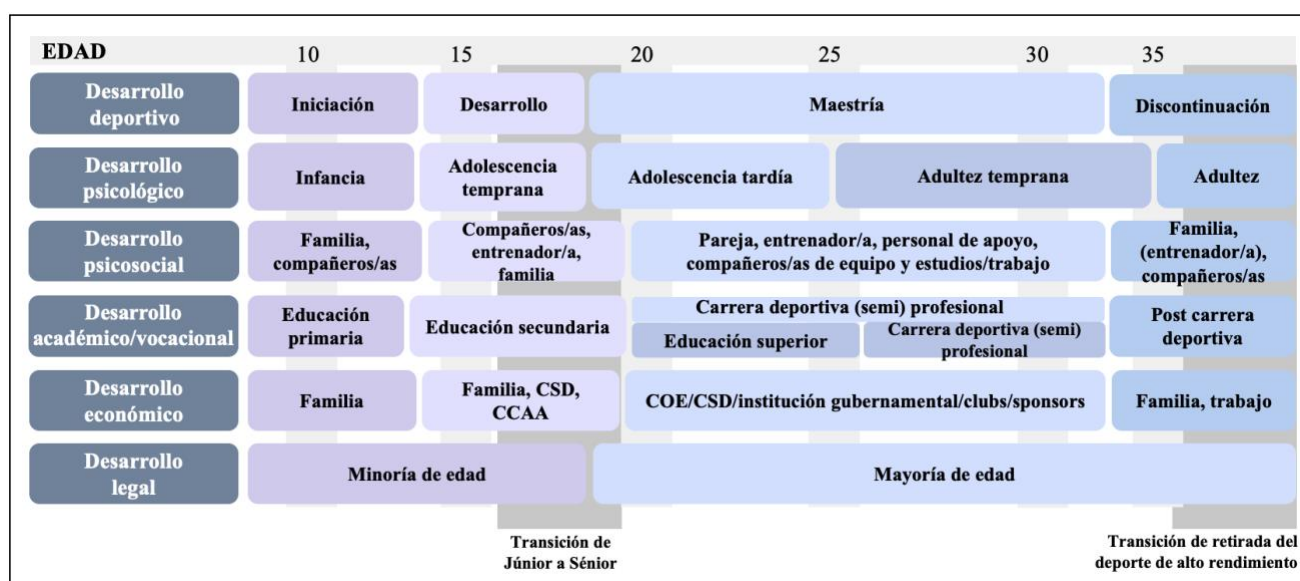 EDAD 10 15 20 25 30 35
Desarrollo
deportivo
Iniciación
Desarrollo
Maestría
Discontinuación
Desarrollo
psicológico
Infancia
Adolescencia
temprana
Adolescencia tardía
Adultez temprana
Adultez
Desarrollo
psicosocial
Familia,
compañeros/as
Compañeros/as,
entrenador/a,
familia
Pareja, entrenador/a, personal de apoyo,
compañeros/as de equipo y estudios/trabajo
Familia,
(entrenador/a),
compañeros/as
Desarrollo
académico/vocacional
Educación
primaria
Educación secundaria
Carrera deportiva (semi) profesional
Educación superior
Carrera deportiva (semi)
profesional
Post carrera
deportiva
Desarrollo
económico
Familia
Familia, CSD,
CCAA
COE/CSD/institución gubernamental/clubs/sponsors
Familia, trabajo
Desarrollo
legal
Minoría de edad
Mayoría de edad
Transición de
Júnior a Sénior
Transición de retirada del
deporte de alto rendimiento